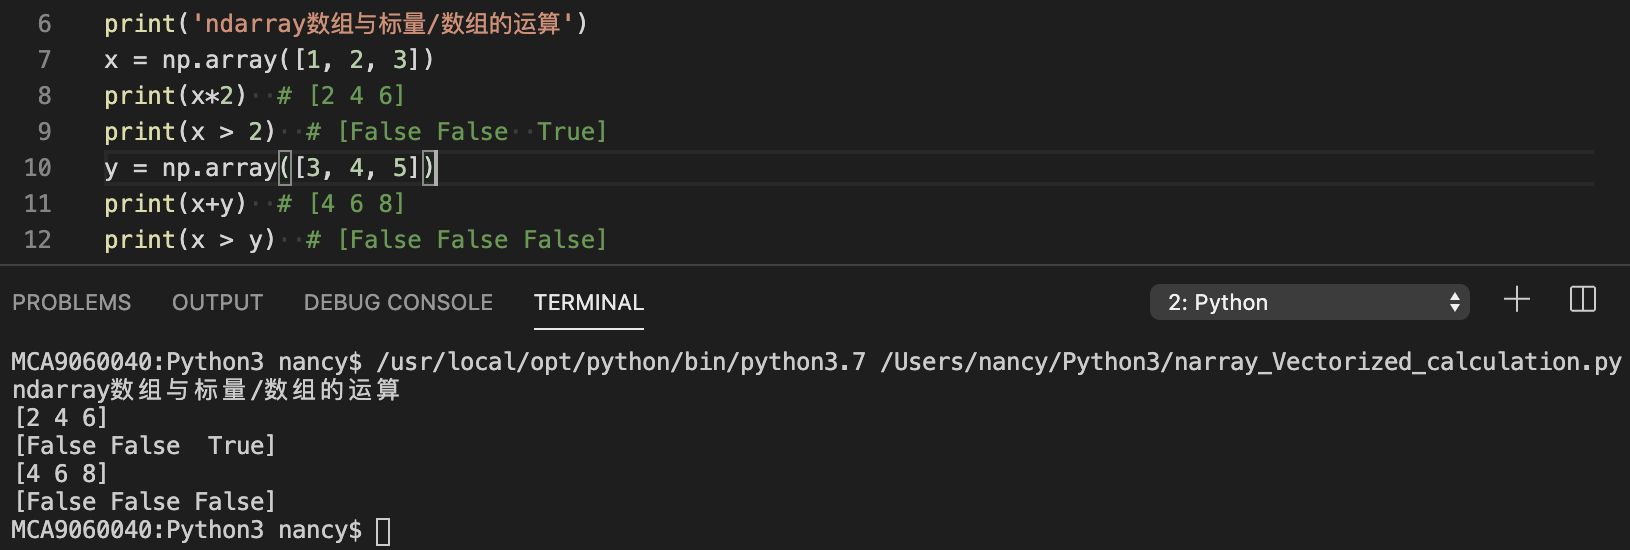 6 print('ndarray数组与标量/数组的运算')
7 x = np.array([1, 2, 3])
8 print(x*2)  # [2 4 6]
9 print(x > 2)  # [False False  True]
10 y = np.array([3, 4, 5])
11 print(x+y)  # [4 6 8]
12 print(x > y)  # [False False False]
PROBLEMS OUTPUT DEBUG CONSOLE TERMINAL 2: Python
MCA9060040:Python3 nancy$ /usr/local/opt/python/bin/python3.7 /Users/nancy/Python3/narray_Vectorized_calculation.py
ndarray数组与标量/数组的运算
[2 4 6]
[False False  True]
[4 6 8]
[False False False]
MCA9060040:Python3 nancy$